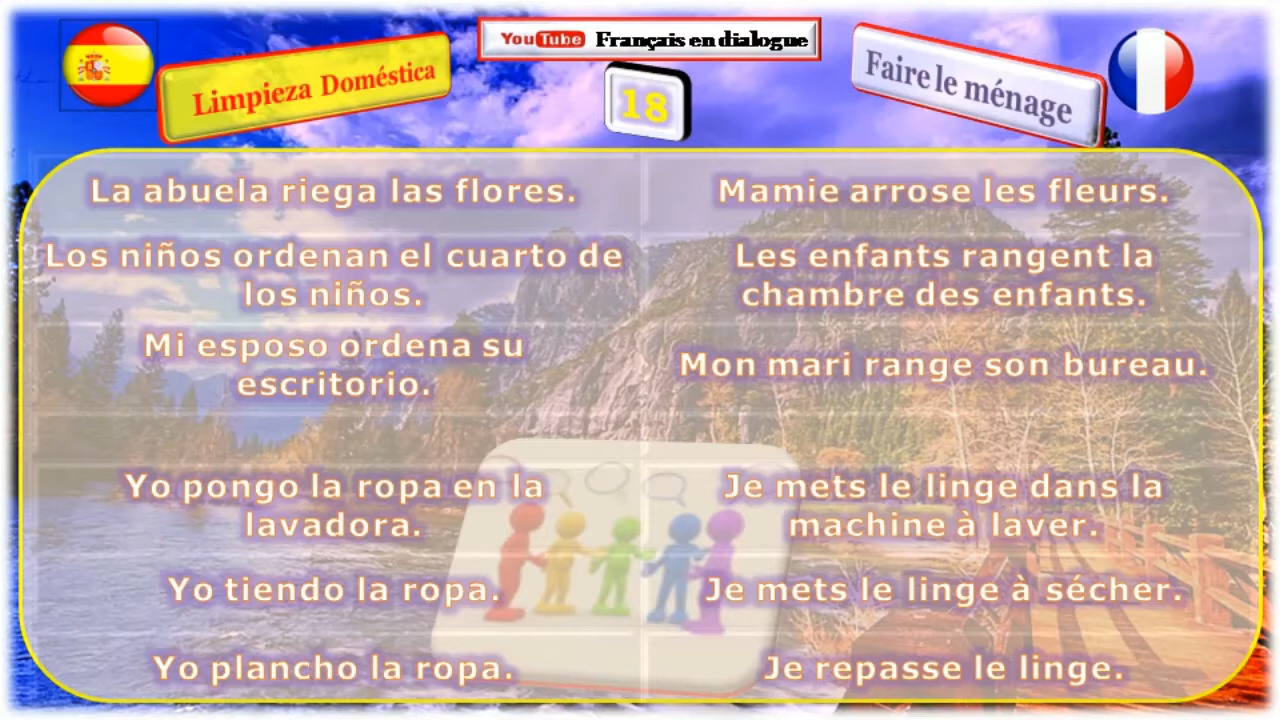 YouTube Français en dialogue
Limpieza Doméstica
18
Faire le ménage
La abuela riega las flores.
Mamie arrose les fleurs.
Los niños ordenan el cuarto de
los niños.
Les enfants rangent la
chambre des enfants.
Mi esposo ordena su
escritorio.
Mon mari range son bureau.
Yo pongo la ropa en la
lavadora.
Je mets le linge dans la
machine à laver.
Yo tiendo la ropa.
Je mets le linge à sécher.
Yo plancho la ropa.
Je repasse le linge.